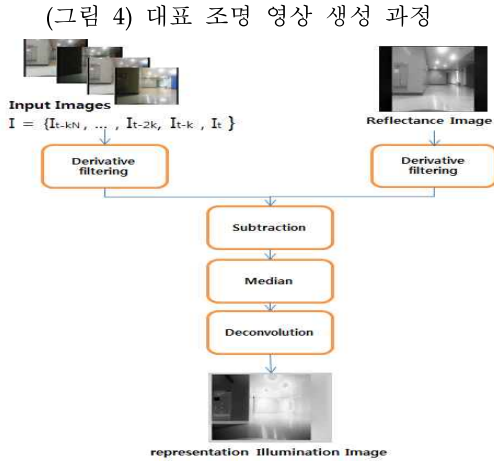 (그림 4) 대표 조명 영상 생성 과정
Input Images
I = {It-kN, ... , It-2k, It-k , It }
Reflectance Image
Derivative
filtering
Derivative
filtering
Subtraction
Median
Deconvolution
representation Illumination Image